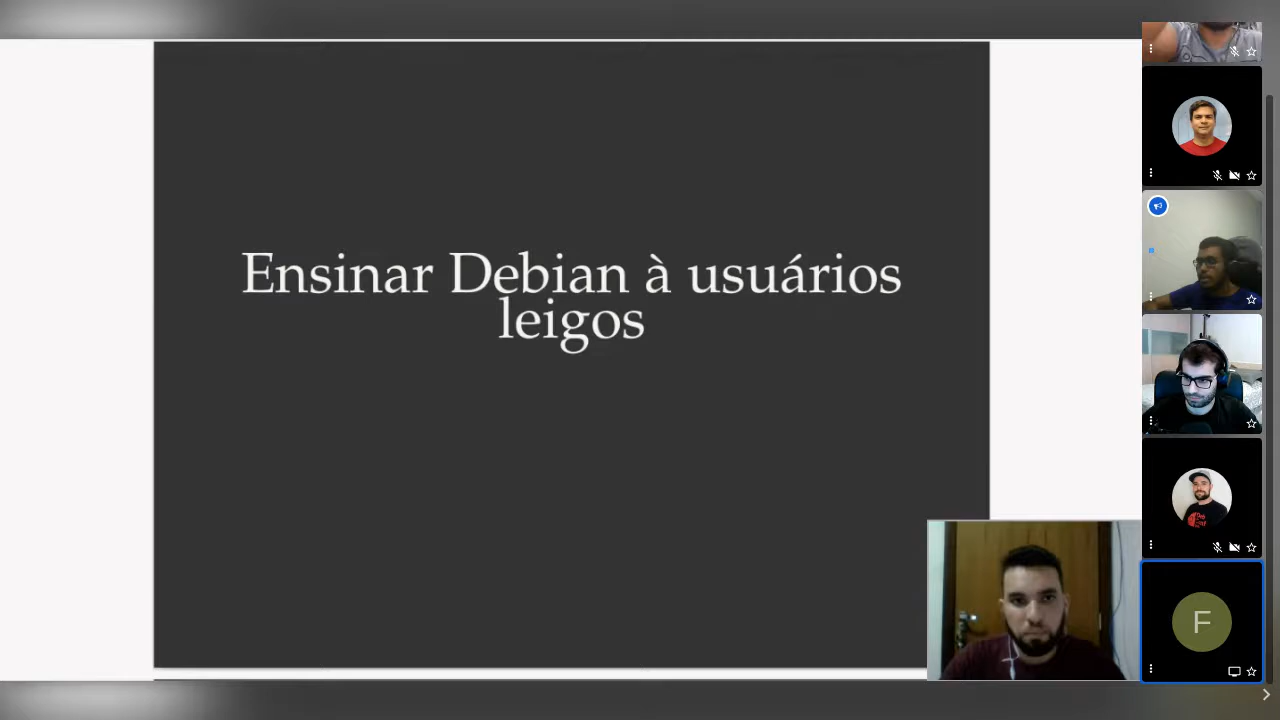 Ensinar Debian à usuários
leigos
F